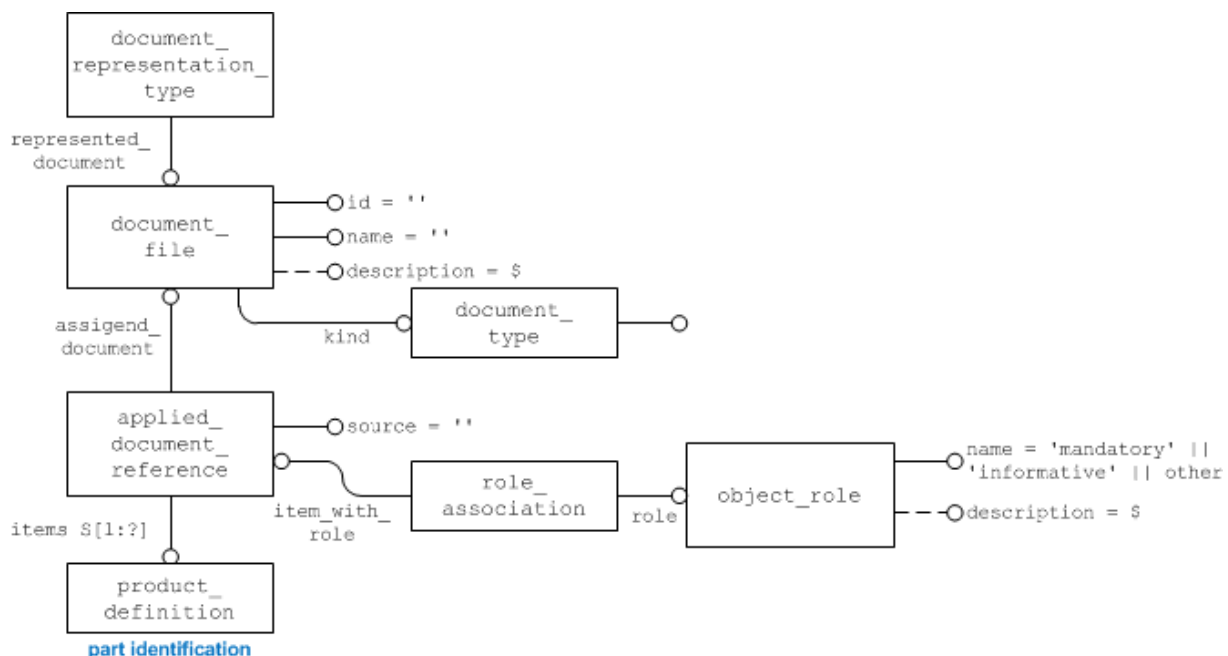 document_
representation_
type
represented_
document
document_
file
id = ''
name = ''
description = $
assigend_
document
kind
document_
type
applied_
document_
reference
source = ''
item_with_
role
role_
association
role
object_role
name = 'mandatory' ||
'informative' || other
description = $
items S[1:?]
product_
definition
part identification